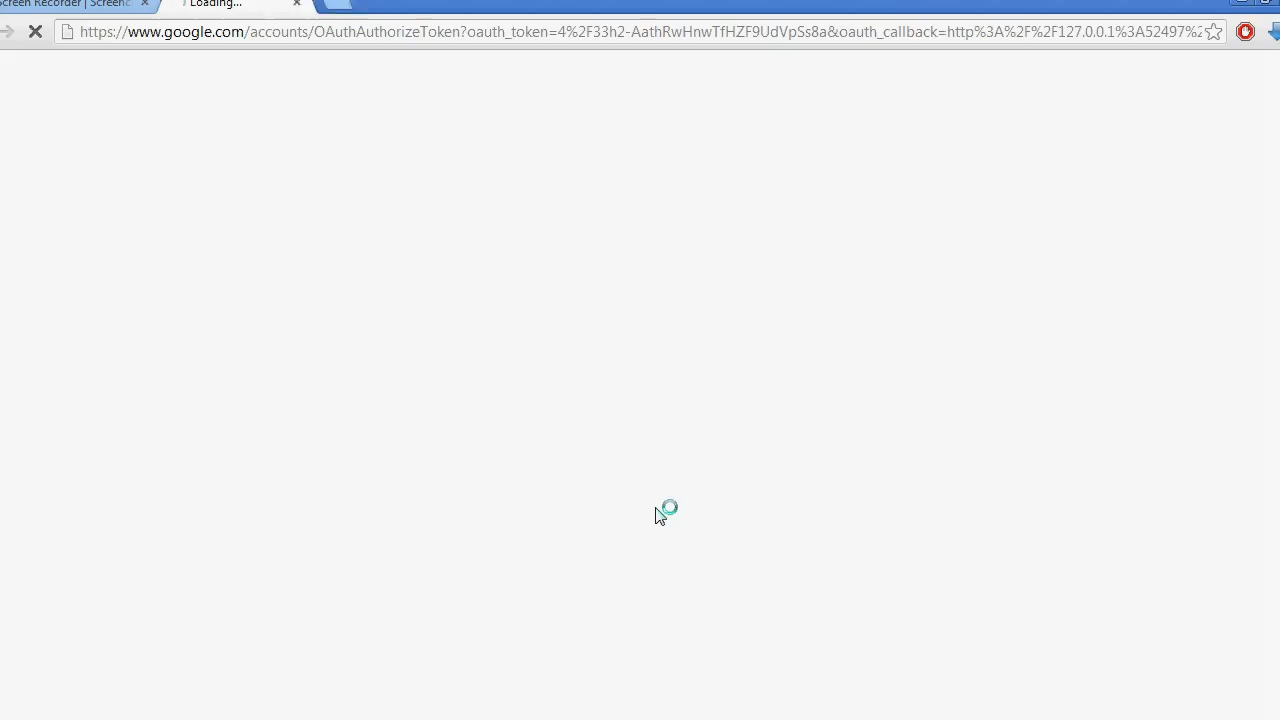 Screen Recorder | Screenc
Loading...
https://www.google.com/accounts/OAuthAuthorizeToken?oauth_token=4%2F33h2-AathRwHnwTfHZF9UdVpSs8a&oauth_callback=http%3A%2F%2F127.0.0.1%3A52497%2